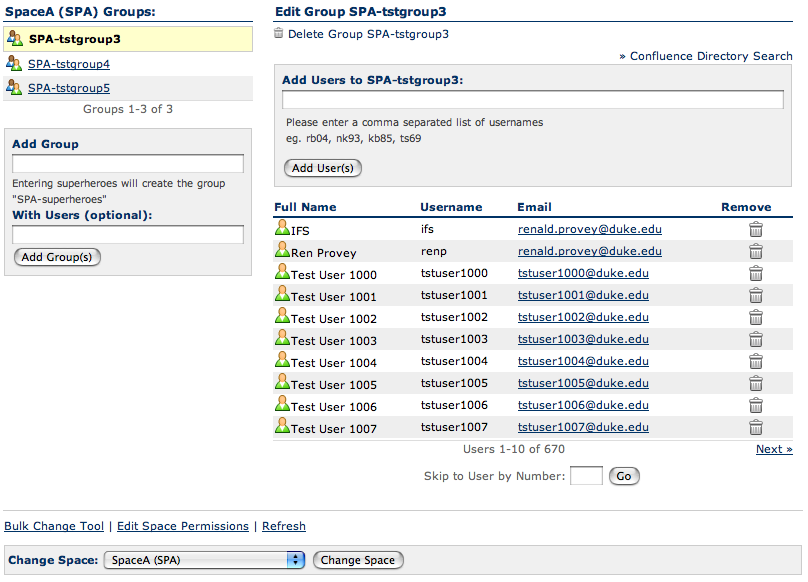 SpaceA (SPA) Groups:
SPA-tstgroup3
SPA-tstgroup4
SPA-tstgroup5
Groups 1-3 of 3
Add Group
Entering superheroes will create the group
"SPA-superheroes"
With Users (optional):
Add Group(s)
Edit Group SPA-tstgroup3
Delete Group SPA-tstgroup3
» Confluence Directory Search
Add Users to SPA-tstgroup3:
Please enter a comma separated list of usernames
eg. rb04, nk93, kb85, ts69
Add User(s)
Full Name Username Email Remove
IFS ifs renald.provey@duke.edu
Ren Provey renp renald.provey@duke.edu
Test User 1000 tstuser1000 tstuser1000@duke.edu
Test User 1001 tstuser1001 tstuser1001@duke.edu
Test User 1002 tstuser1002 tstuser1002@duke.edu
Test User 1003 tstuser1003 tstuser1003@duke.edu
Test User 1004 tstuser1004 tstuser1004@duke.edu
Test User 1005 tstuser1005 tstuser1005@duke.edu
Test User 1006 tstuser1006 tstuser1006@duke.edu
Test User 1007 tstuser1007 tstuser1007@duke.edu
Users 1-10 of 670 Next »
Skip to User by Number: Go
Bulk Change Tool | Edit Space Permissions | Refresh
Change Space: SpaceA (SPA) Change Space